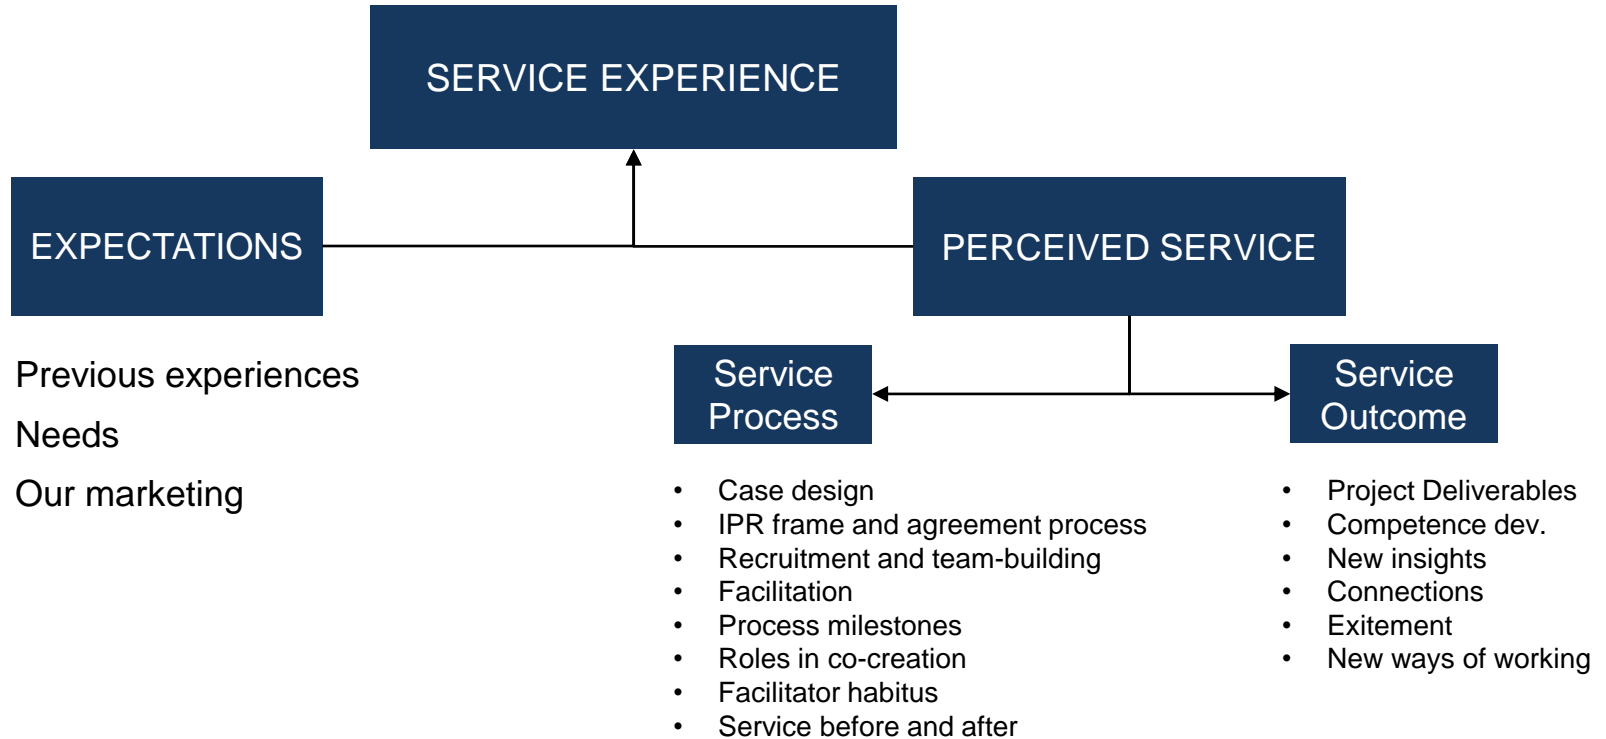 SERVICE EXPERIENCE
EXPECTATIONS
PERCEIVED SERVICE
Previous experiences
Needs
Our marketing
Service
Process
• Case design
• IPR frame and agreement process
• Recruitment and team-building
• Facilitation
• Process milestones
• Roles in co-creation
• Facilitator habitus
• Service before and after
Service
Outcome
• Project Deliverables
• Competence dev.
• New insights
• Connections
• Exitement
• New ways of working